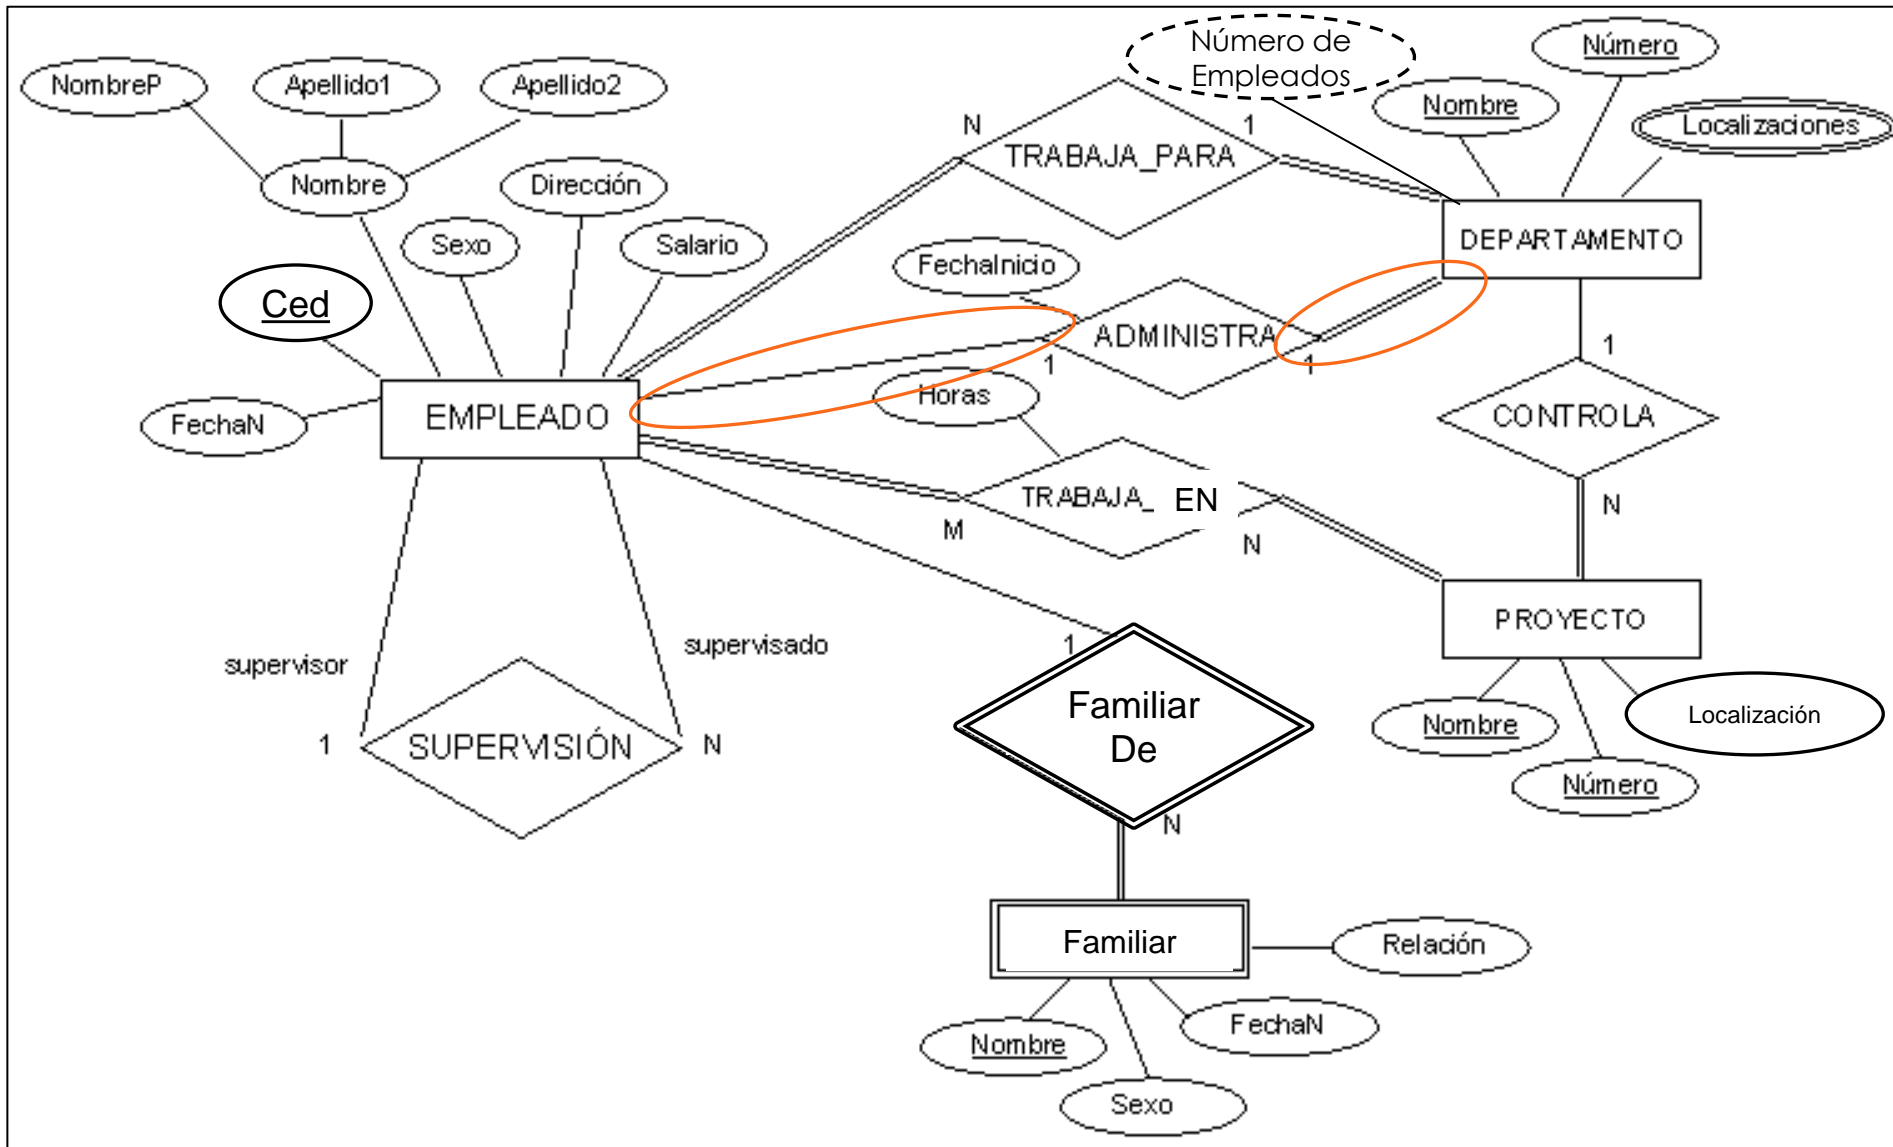 Número de
Empleados
Número
NombreP
Apellido1
Apellido2
Nombre
Localizaciones
N
1
TRABAJA_PARA
Nombre
Dirección
Sexo
Salario
DEPARTAMENTO
FechaInicio
Ced
ADMINISTRA
1
1
1
Horas
EMPLEADO
FechaN
CONTROLA
TRABAJA_ EN
N
M
N
PROYECTO
supervisor
supervisado
1
Familiar
De
Nombre
Localización
1
SUPERVISIÓN
N
Número
N
Familiar
Relación
FechaN
Nombre
Sexo